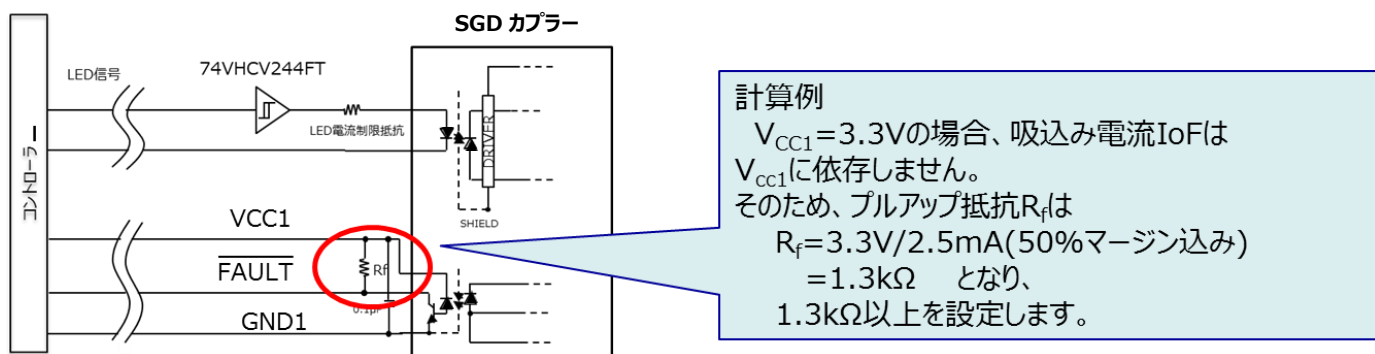 SGD カプラー
LED信号
74VHCV244FT
LED電流制限抵抗
DRIVER
SHIELD
コントローラー
VCC1
FAULT
Rf
0.1μF
GND1
計算例
VCC1=3.3Vの場合、吸込み電流IoFは
Vcc1に依存しません。
そのため、プルアップ抵抗Rfは
Rf=3.3V/2.5mA(50%マージン込み)
=1.3kΩ となり、
1.3kΩ以上を設定します。